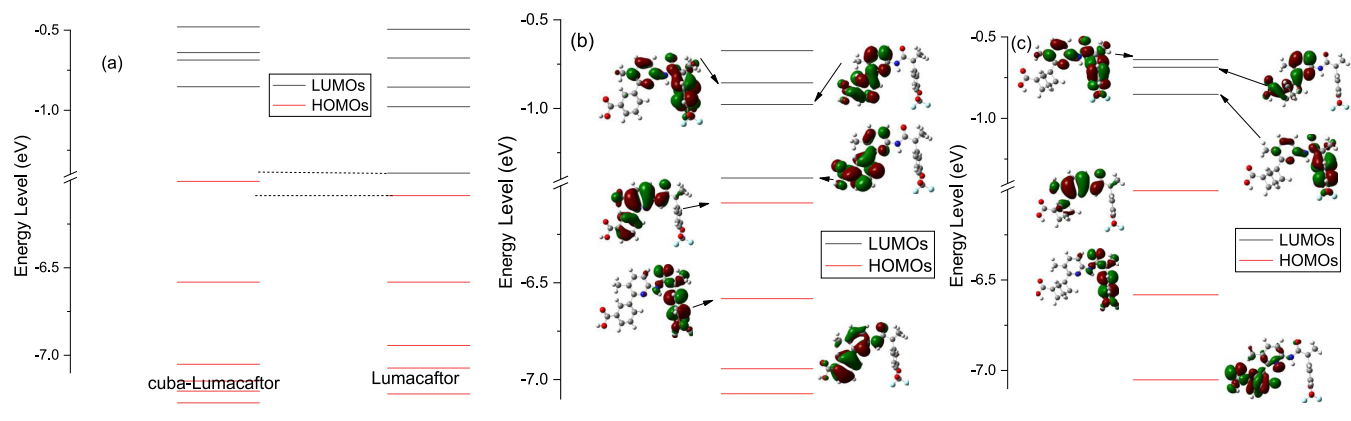 (a)
Energy Level (eV)
-0.5
-1.0
-6.5
-7.0
LUMOs
HOMOs
cuba-Lumacaftor
Lumacaftor
(b)
Energy Level (eV)
-0.5
-1.0
-6.5
-7.0
LUMOs
HOMOs
(c)
Energy Level (eV)
-0.5
-1.0
-6.5
-7.0
LUMOs
HOMOs